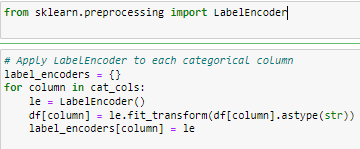 from sklearn.preprocessing import LabelEncoder
# Apply LabelEncoder to each categorical column
label_encoders = {}
for column in cat_cols:
    le = LabelEncoder()
    df[column] = le.fit_transform(df[column].astype(str))
    label_encoders[column] = le